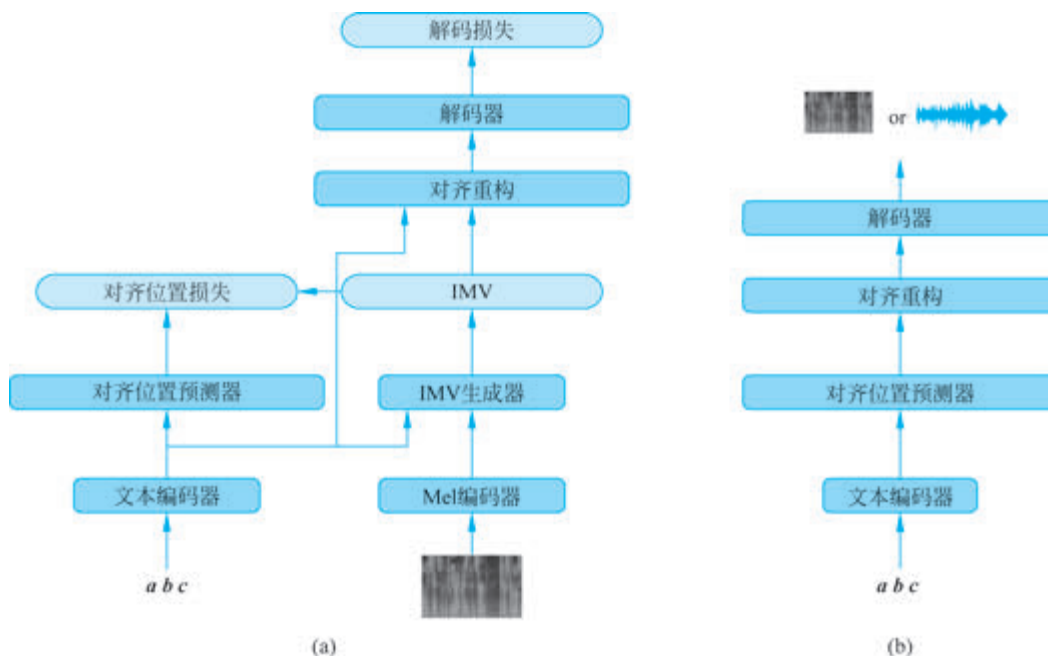 解码损失
解码器
对齐重构
对齐位置损失
IMV
对齐位置预测器
IMV生成器
文本编码器
Mel编码器
a b c
(a)
or
解码器
对齐重构
对齐位置预测器
文本编码器
a b c
(b)